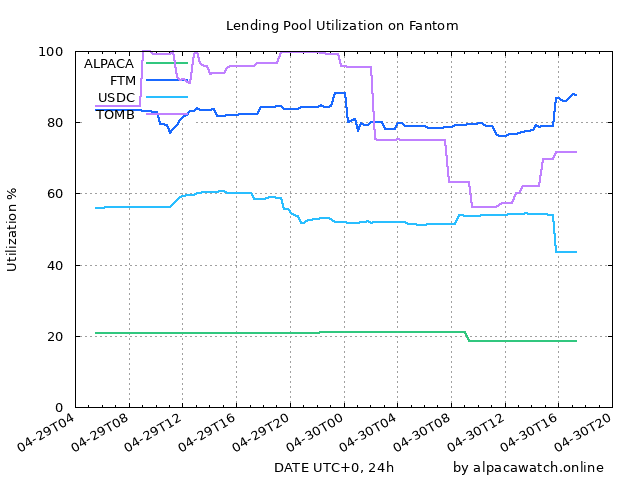 Lending Pool Utilization on Fantom
100
80
60
40
20
0
Utilization %
ALPACA
FTM
USDC
TOMB
04-29T04
04-29T08
04-29T12
04-29T16
04-29T20
04-30T00
04-30T04
04-30T08
04-30T12
04-30T16
04-30T20
DATE UTC+0, 24h
by alpacawatch.online